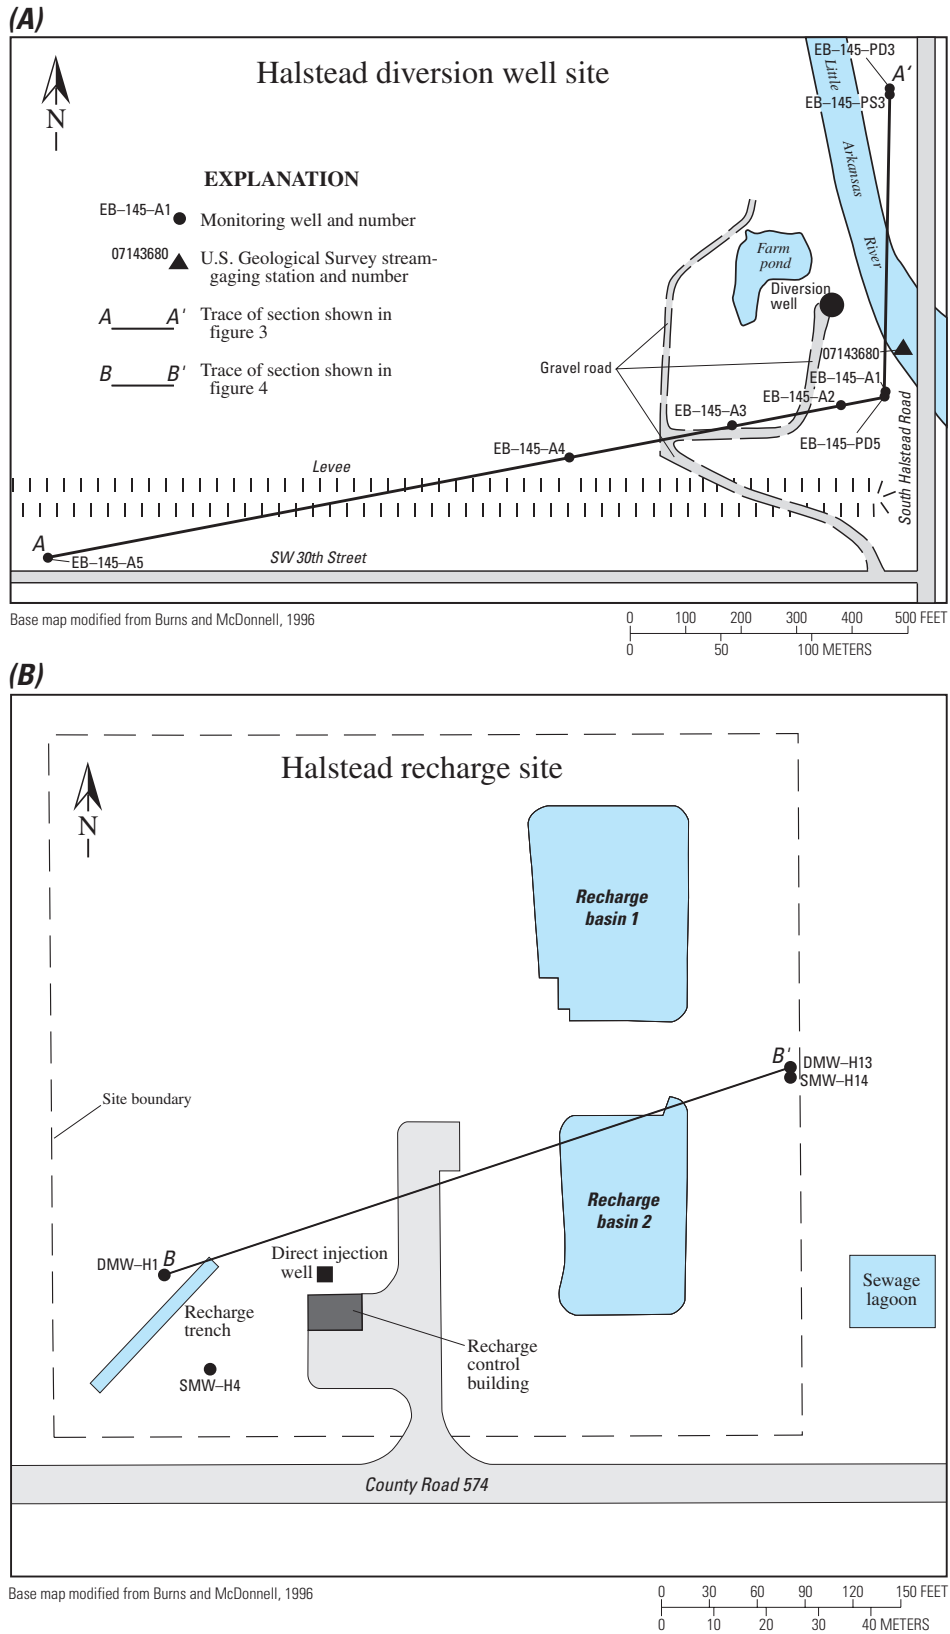 (A)
Halstead diversion well site
N
EXPLANATION
EB–145–A1
Monitoring well and number
07143680
U.S. Geological Survey stream-
gaging station and number
A A'
Trace of section shown in
figure 3
B B'
Trace of section shown in
figure 4
EB–145–PD3
A'
EB–145–PS3
Little
Arkansas
River
Farm
pond
Diversion
well
07143680
Gravel road
EB–145–A1
EB–145–A2
EB–145–A3
EB–145–PD5
EB–145–A4
South Halstead Road
Levee
A
EB–145–A5
SW 30th Street
Base map modified from Burns and McDonnell, 1996
0 100 200 300 400 500 FEET
0 50 100 METERS
(B)
Halstead recharge site
N
Recharge
basin 1
B'
DMW–H13
SMW–H14
Site boundary
Recharge
basin 2
DMW–H1
B
Direct injection
well
Sewage
lagoon
Recharge
trench
Recharge
control
building
SMW–H4
County Road 574
Base map modified from Burns and McDonnell, 1996
0 30 60 90 120 150 FEET
0 10 20 30 40 METERS